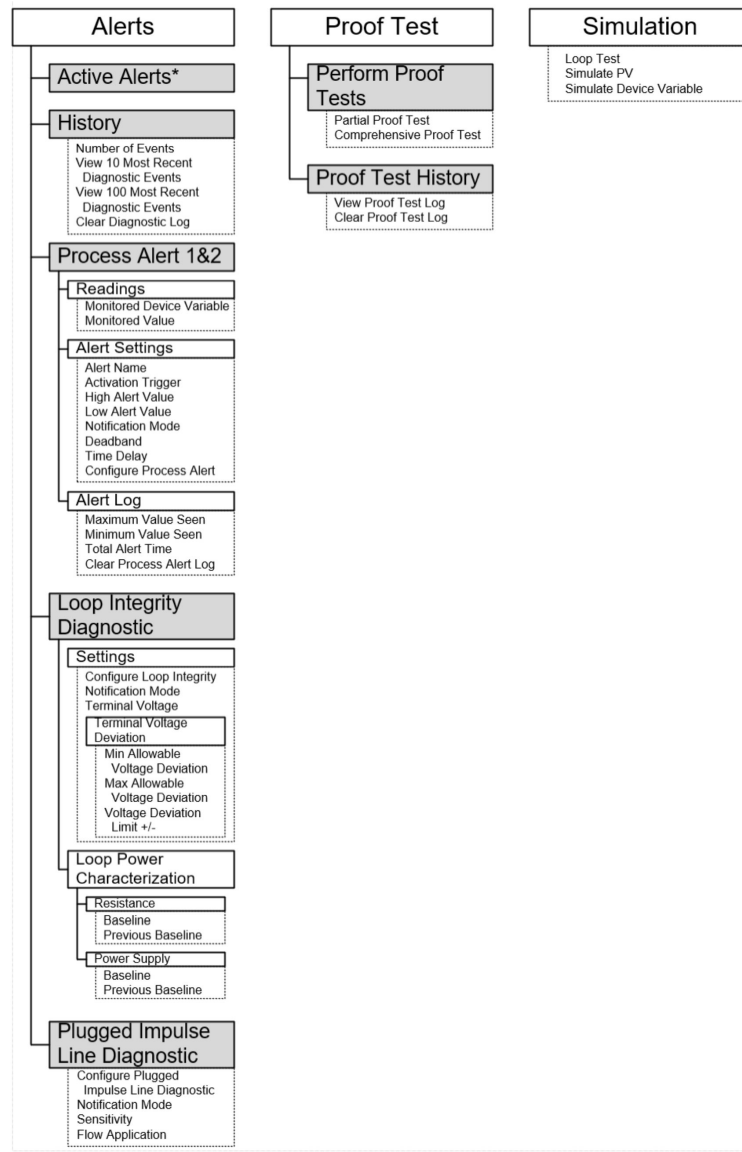 Alerts
Active Alerts*
History
Number of Events
View 10 Most Recent
Diagnostic Events
View 100 Most Recent
Diagnostic Events
Clear Diagnostic Log
Process Alert 1&2
Readings
Monitored Device Variable
Monitored Value
Alert Settings
Alert Name
Activation Trigger
High Alert Value
Low Alert Value
Notification Mode
Deadband
Time Delay
Configure Process Alert
Alert Log
Maximum Value Seen
Minimum Value Seen
Total Alert Time
Clear Process Alert Log
Loop Integrity
Diagnostic
Settings
Configure Loop Integrity
Notification Mode
Terminal Voltage
Terminal Voltage
Deviation
Min Allowable
Voltage Deviation
Max Allowable
Voltage Deviation
Voltage Deviation
Limit +/-
Loop Power
Characterization
Resistance
Baseline
Previous Baseline
Power Supply
Baseline
Previous Baseline
Plugged Impulse
Line Diagnostic
Configure Plugged
Impulse Line Diagnostic
Notification Mode
Sensitivity
Flow Application
Proof Test
Perform Proof
Tests
Partial Proof Test
Comprehensive Proof Test
Proof Test History
View Proof Test Log
Clear Proof Test Log
Simulation
Loop Test
Simulate PV
Simulate Device Variable